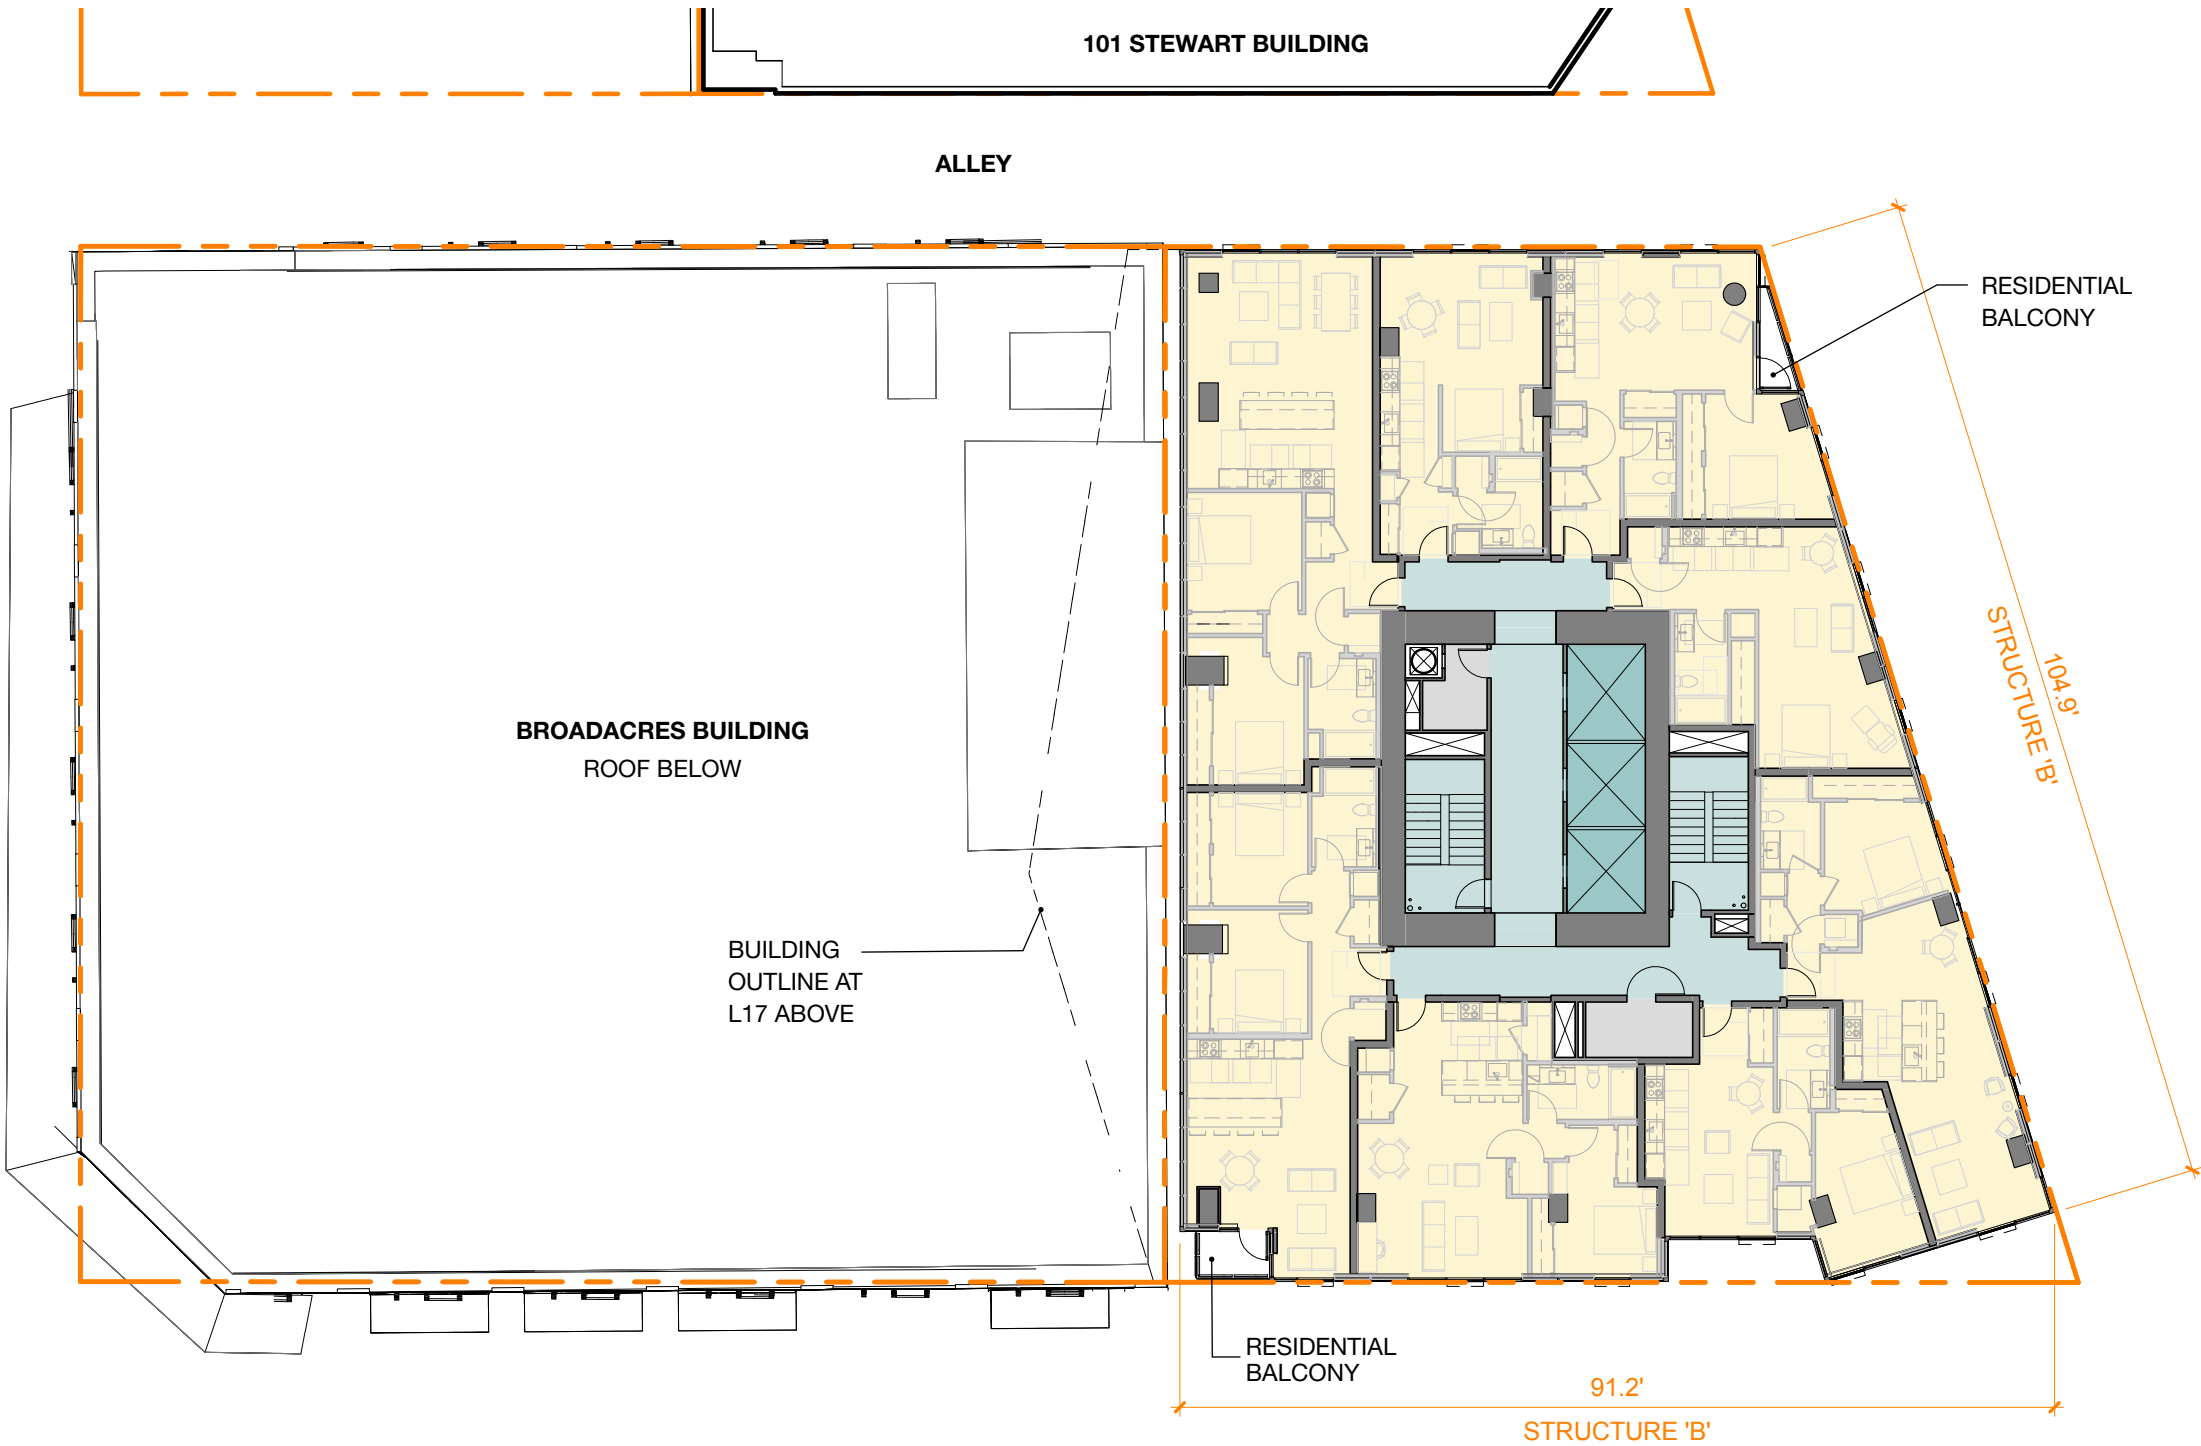 101 STEWART BUILDING
ALLEY
RESIDENTIAL
BALCONY
104.9'
STRUCTURE 'B'
BROADACRES BUILDING
ROOF BELOW
BUILDING
OUTLINE AT
L17 ABOVE
RESIDENTIAL
BALCONY
91.2'
STRUCTURE 'B'